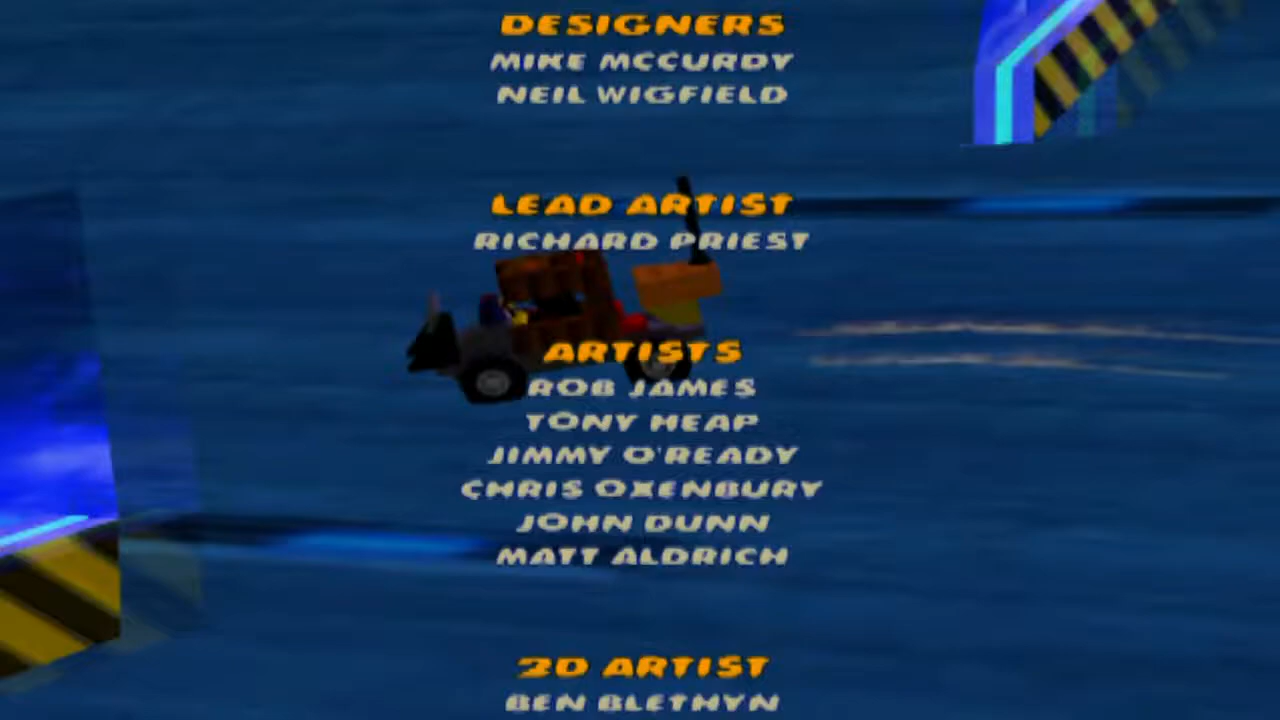 DESIGNERS
MIKE MCCURDY
NEIL WIGFIELD
LEAD ARTIST
RICHARD PRIEST
ARTISTS
ROB JAMES
TONY HEAP
JIMMY O'READY
CHRIS OXENBURY
JOHN DUNN
MATT ALDRICH
2D ARTIST
BEN BLETHYN